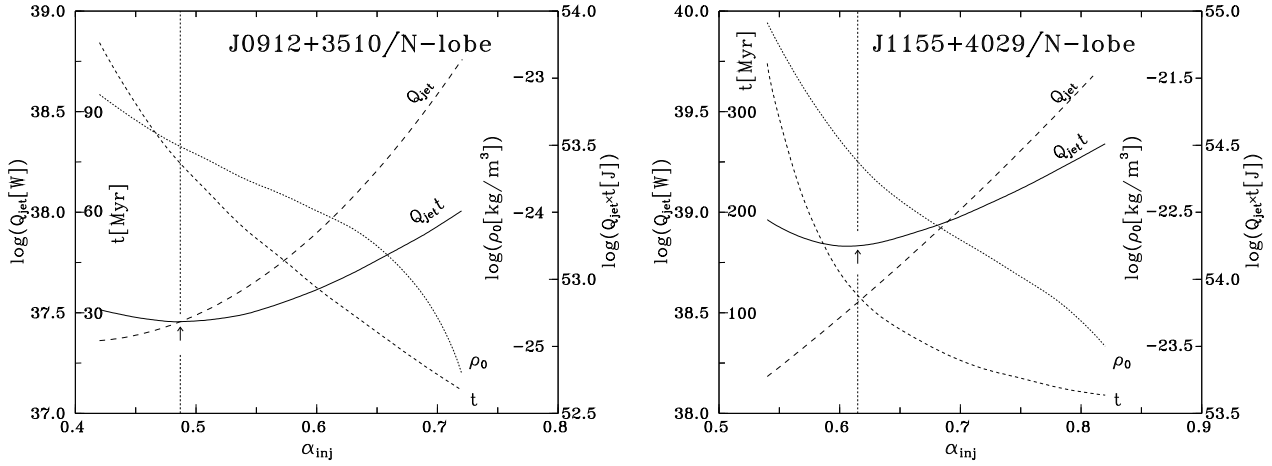 J0912+3510/N-lobe
39.0
38.5
38.0
37.5
37.0
log(Q_jet[W])
90
60
30
t[Myr]
Q_jet
Q_jet t
ρ_0
t
-23
-24
-25
log(ρ_0[kg/m^3])
54.0
53.5
53.0
52.5
log(Q_jet×t[J])
0.4 0.5 0.6 0.7 0.8
α_inj
J1155+4029/N-lobe
40.0
39.5
39.0
38.5
38.0
log(Q_jet[W])
t[Myr]
300
200
100
Q_jet
Q_jet t
ρ_0
t
-21.5
-22.5
-23.5
log(ρ_0[kg/m^3])
55.0
54.5
54.0
53.5
log(Q_jet×t[J])
0.5 0.6 0.7 0.8 0.9
α_inj